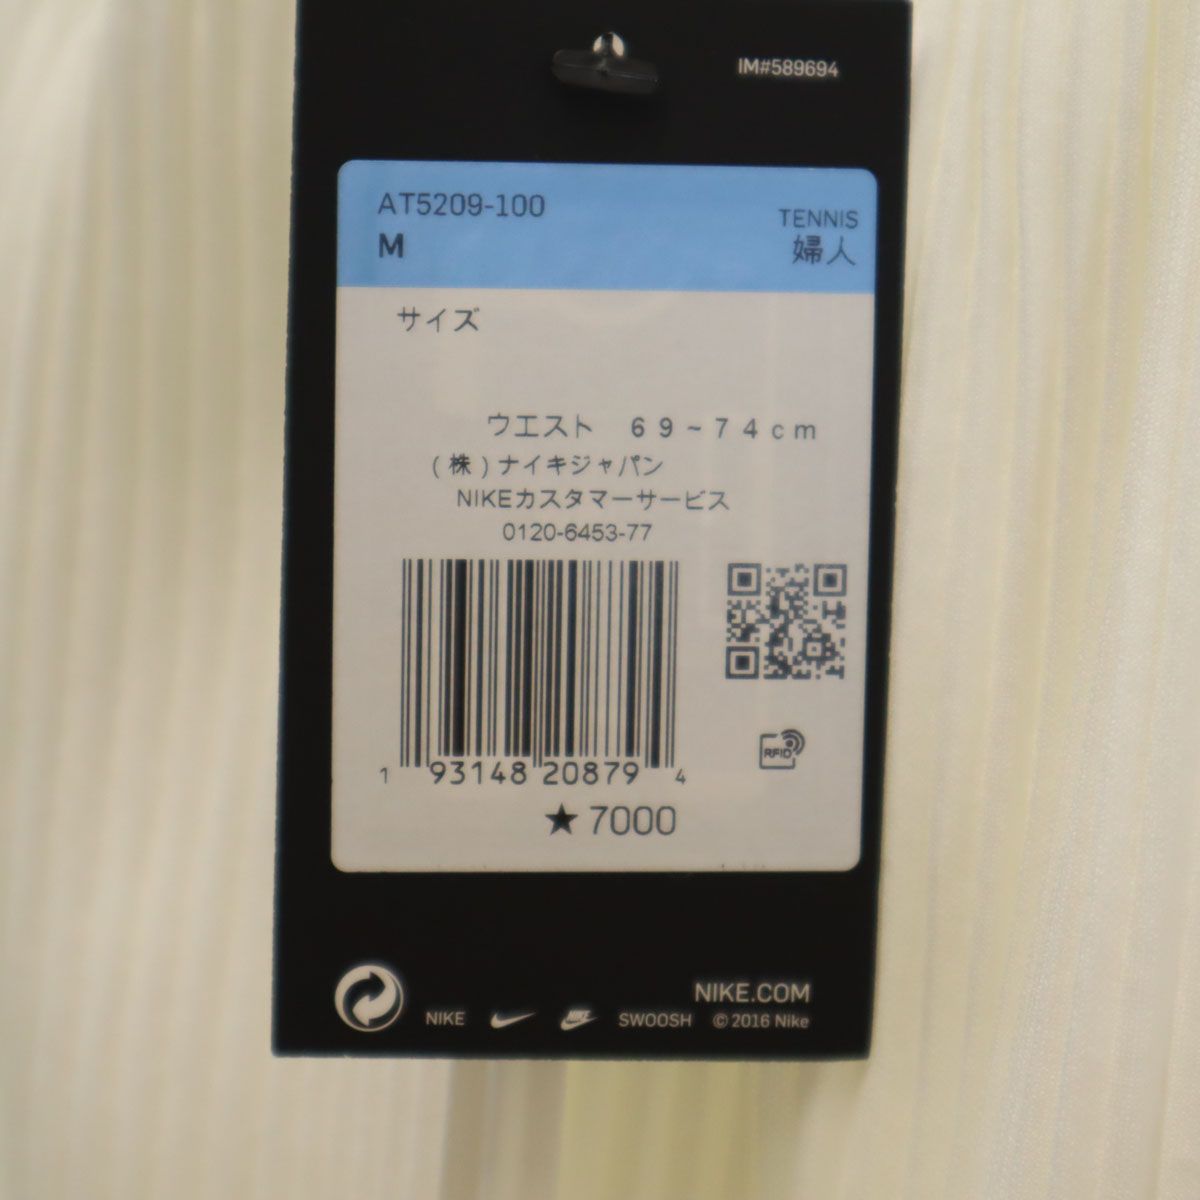 IM#589694
AT5209-100
M
TENNIS
婦人
サイズ
ウエスト 69~74cm
(株)ナイキジャパン
NIKEカスタマーサービス
0120-6453-77
RFID
1 93148 20879 4
★7000
NIKE.COM
NIKE NIKE SWOOSH ©2016 Nike